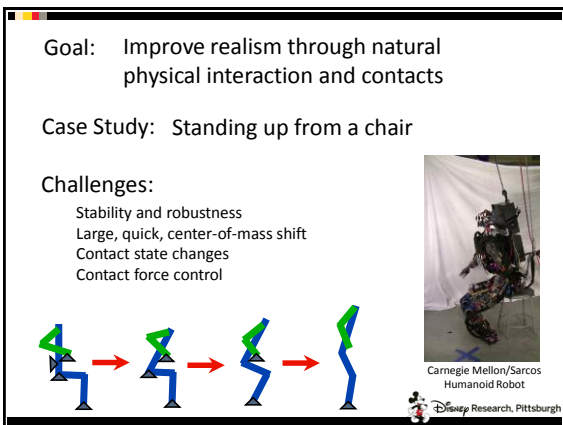 Goal: Improve realism through natural
physical interaction and contacts
Case Study: Standing up from a chair
Challenges:
Stability and robustness
Large, quick, center-of-mass shift
Contact state changes
Contact force control
Carnegie Mellon/Sarcos
Humanoid Robot
Disney Research, Pittsburgh